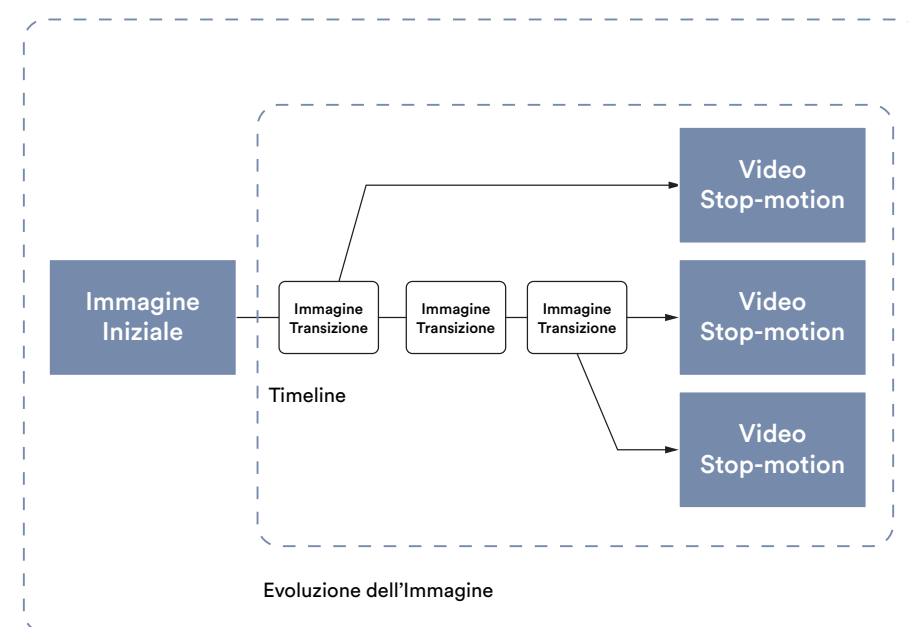 Video
Stop-motion
Immagine
Iniziale
Immagine
Transizione
Immagine
Transizione
Immagine
Transizione
Video
Stop-motion
Timeline
Video
Stop-motion
Evoluzione dell’Immagine